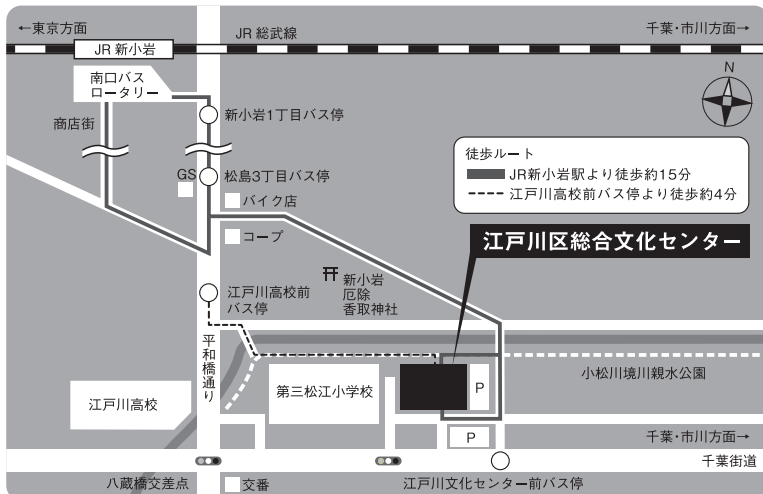 ←東京方面
JR 総武線
千葉・市川方面→
JR 新小岩
南口バス
ロータリー
N
新小岩1丁目バス停
商店街
徒歩ルート
JR新小岩駅より徒歩約15分
江戸川高校前バス停より徒歩約4分
GS
松島3丁目バス停
バイク店
コープ
江戸川区総合文化センター
新小岩
厄除
香取神社
江戸川高校前
バス停
平和橋通り
小松川境川親水公園
第三松江小学校
P
江戸川高校
P
千葉・市川方面→
千葉街道
八蔵橋交差点
交番
江戸川文化センター前バス停